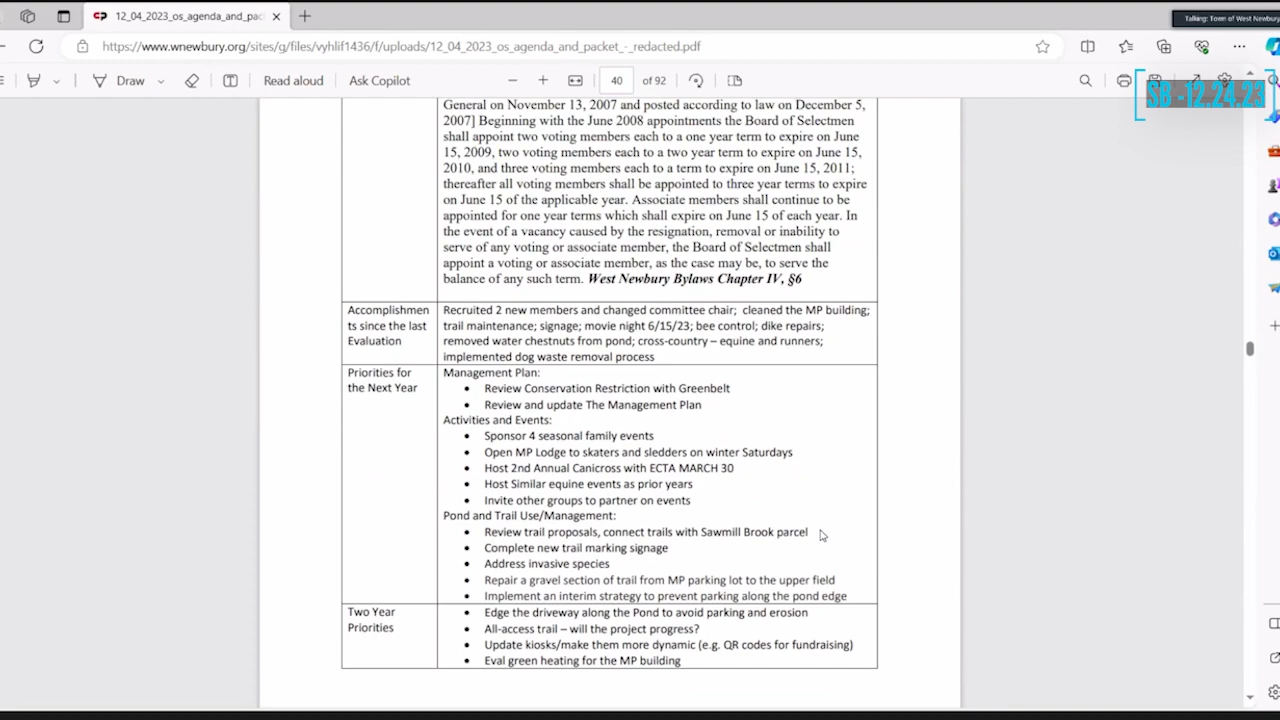 12_04_2023_os_agenda_and_pac
Talking: Town of West Newbury
https://www.wnewbury.org/sites/g/files/vyhlif1436/f/uploads/12_04_2023_os_agenda_and_packet_-_redacted.pdf
Draw
Read aloud
Ask Copilot
40 of 92
SB -12.24.23
General on November 13, 2007 and posted according to law on December 5,
2007] Beginning with the June 2008 appointments the Board of Selectmen
shall appoint two voting members each to a one year term to expire on June
15, 2009, two voting members each to a two year term to expire on June 15,
2010, and three voting members each to a term to expire on June 15, 2011;
thereafter all voting members shall be appointed to three year terms to expire
on June 15 of the applicable year. Associate members shall continue to be
appointed for one year terms which shall expire on June 15 of each year. In
the event of a vacancy caused by the resignation, removal or inability to
serve of any voting or associate member, the Board of Selectmen shall
appoint a voting or associate member, as the case may be, to serve the
balance of any such term. West Newbury Bylaws Chapter IV, §6
Accomplishmen
ts since the last
Evaluation
Recruited 2 new members and changed committee chair; cleaned the MP building;
trail maintenance; signage; movie night 6/15/23; bee control; dike repairs;
removed water chestnuts from pond; cross-country – equine and runners;
implemented dog waste removal process
Priorities for
the Next Year
Management Plan:
• Review Conservation Restriction with Greenbelt
• Review and update The Management Plan
Activities and Events:
• Sponsor 4 seasonal family events
• Open MP Lodge to skaters and sledders on winter Saturdays
• Host 2nd Annual Canicross with ECTA MARCH 30
• Host Similar equine events as prior years
• Invite other groups to partner on events
Pond and Trail Use/Management:
• Review trail proposals, connect trails with Sawmill Brook parcel
• Complete new trail marking signage
• Address invasive species
• Repair a gravel section of trail from MP parking lot to the upper field
• Implement an interim strategy to prevent parking along the pond edge
Two Year
Priorities
• Edge the driveway along the Pond to avoid parking and erosion
• All-access trail – will the project progress?
• Update kiosks/make them more dynamic (e.g. QR codes for fundraising)
• Eval green heating for the MP building